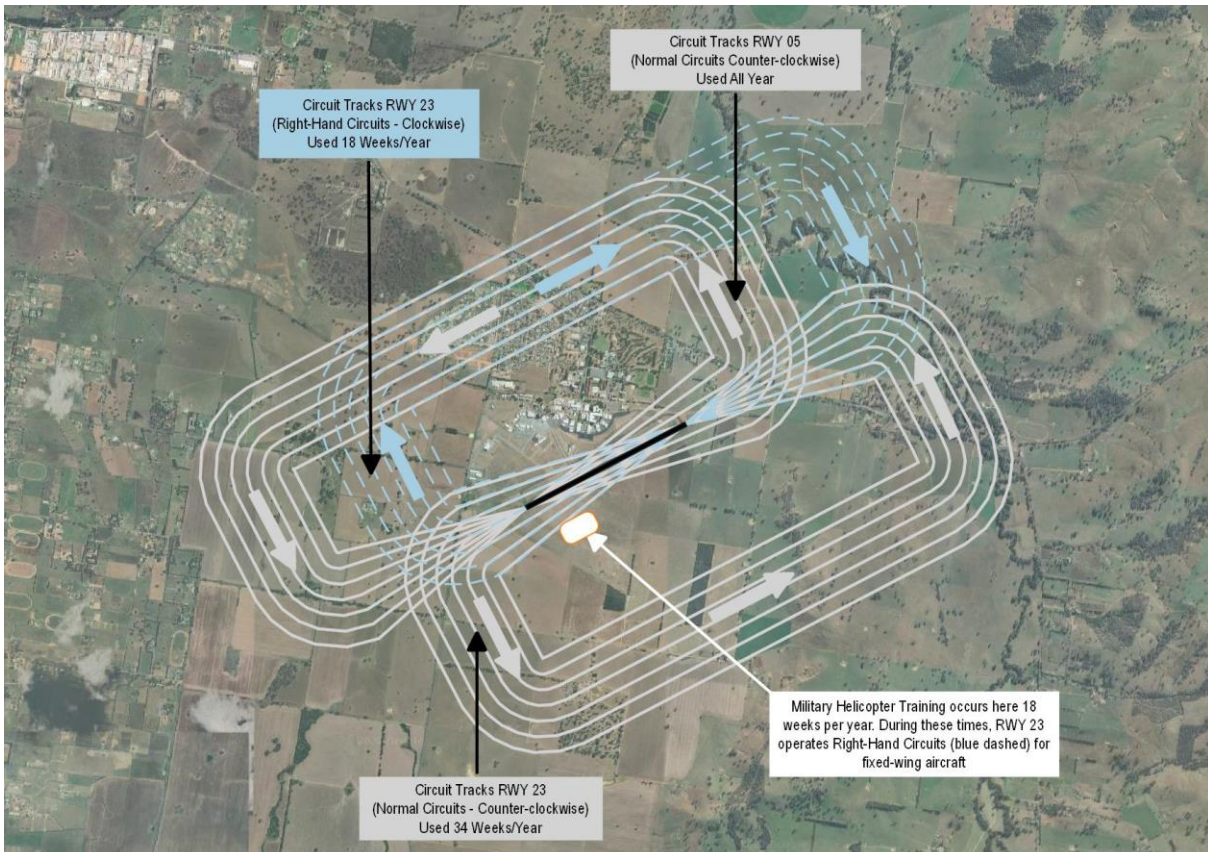 Circuit Tracks RWY 05
(Normal Circuits Counter-clockwise)
Used All Year
Circuit Tracks RWY 23
(Right-Hand Circuits - Clockwise)
Used 18 Weeks/Year
Military Helicopter Training occurs here 18
weeks per year. During these times, RWY 23
operates Right-Hand Circuits (blue dashed) for
fixed-wing aircraft
Circuit Tracks RWY 23
(Normal Circuits - Counter-clockwise)
Used 34 Weeks/Year